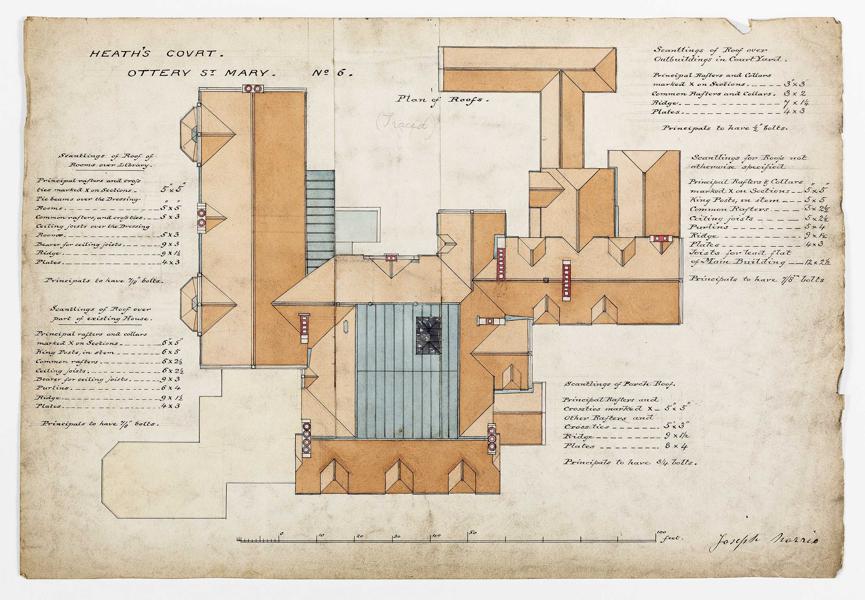 HEATH'S COVRT.
OTTERY ST MARY. No 6.
Plan of Roofs.
(Traced)
Scantlings of Roof of
Rooms over Library.
Principal rafters and cross
ties marked X on Sections. 5" x 5"
Tie beams over the Dressing
Rooms. 5" x 5"
Common rafters, and cross ties. 5 x 3
Ceiling joists over the Dressing
Rooms. 5 x 3
Bearer for ceiling joists. 9 x 3
Ridge. 9 x 1½
Plates. 4 x 3
Principals to have 7/8" bolts.
Scantlings of Roof over
part of existing House.
Principal rafters and collars
marked X on Sections. 6" x 5"
King Posts, in stem 6 x 5
Common rafters. 5 x 2½
Ceiling joists. 5 x 2½
Bearer for ceiling joists. 9 x 3
Purlins. 6 x 4
Ridge. 9 x 1½
Plates. 4 x 3
Principals to have 7/8" bolts.
Scantlings of Roof over
Outbuildings in Court Yard.
Principal Rafters and Collars
marked X on Sections. 3" x 3"
Common Rafters and Collars. 3 x 2
Ridge. 7 x 1¼
Plates. 4 x 3
Principals to have ½" bolts.
Scantlings for Roofs not
otherwise specified
Principal Rafters & Collars
marked X on Sections 5" x 5"
King Posts, in stem 5 x 5
Common Rafters 5 x 2½
Ceiling joists 5 x 2½
Purlins 5 x 4
Ridge 9 x 1½
Plates 4 x 3
Joists for lead flat
of Main Building 12 x 2½
Principals to have 7/8" bolts
Scantlings of Porch Roof.
Principal Rafters and
Crossties marked X 5" x 5"
Other Rafters and
Cross ties 5" x 3"
Ridge 9 x 1½
Plates 6 x 4
Principals to have 3/4 bolts.
0 10 20 30 40 50 100 feet.
Joseph Norris